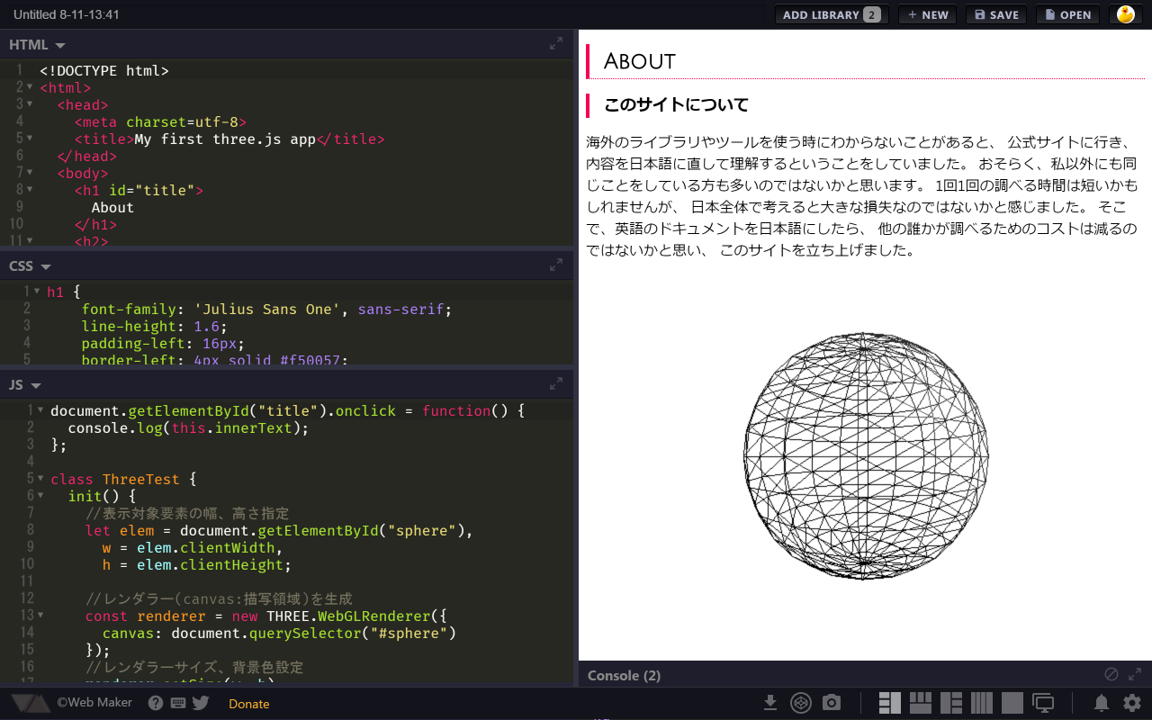 Untitled 8-11-13:41
ADD LIBRARY 2
+ NEW
SAVE
OPEN
HTML
1 <!DOCTYPE html>
2 <html>
3 <head>
4 <meta charset=utf-8>
5 <title>My first three.js app</title>
6 </head>
7 <body>
8 <h1 id="title">
9 About
10 </h1>
11 <h2>
CSS
1 h1 {
2 font-family: 'Julius Sans One', sans-serif;
3 line-height: 1.6;
4 padding-left: 16px;
5 border-left: 4px solid #f50057;
JS
1 document.getElementById("title").onclick = function() {
2 console.log(this.innerText);
3 };
4
5 class ThreeTest {
6 init() {
7 //表示対象要素の幅、高さ指定
8 let elem = document.getElementById("sphere"),
9 w = elem.clientWidth,
10 h = elem.clientHeight;
11
12 //レンダラー(canvas:描写領域)を生成
13 const renderer = new THREE.WebGLRenderer({
14 canvas: document.querySelector("#sphere")
15 });
16 //レンダラーサイズ、背景色設定
About
このサイトについて
海外のライブラリやツールを使う時にわからないことがあると、 公式サイトに行き、
内容を日本語に直して理解するということをしていました。 おそらく、私以外にも同
じことをしている方も多いのではないかと思います。 1回1回の調べる時間は短いかも
しれませんが、 日本全体で考えると大きな損失なのではないかと感じました。 そこ
で、英語のドキュメントを日本語にしたら、 他の誰かが調べるためのコストは減るの
ではないかと思い、 このサイトを立ち上げました。
Console (2)
©Web Maker
Donate